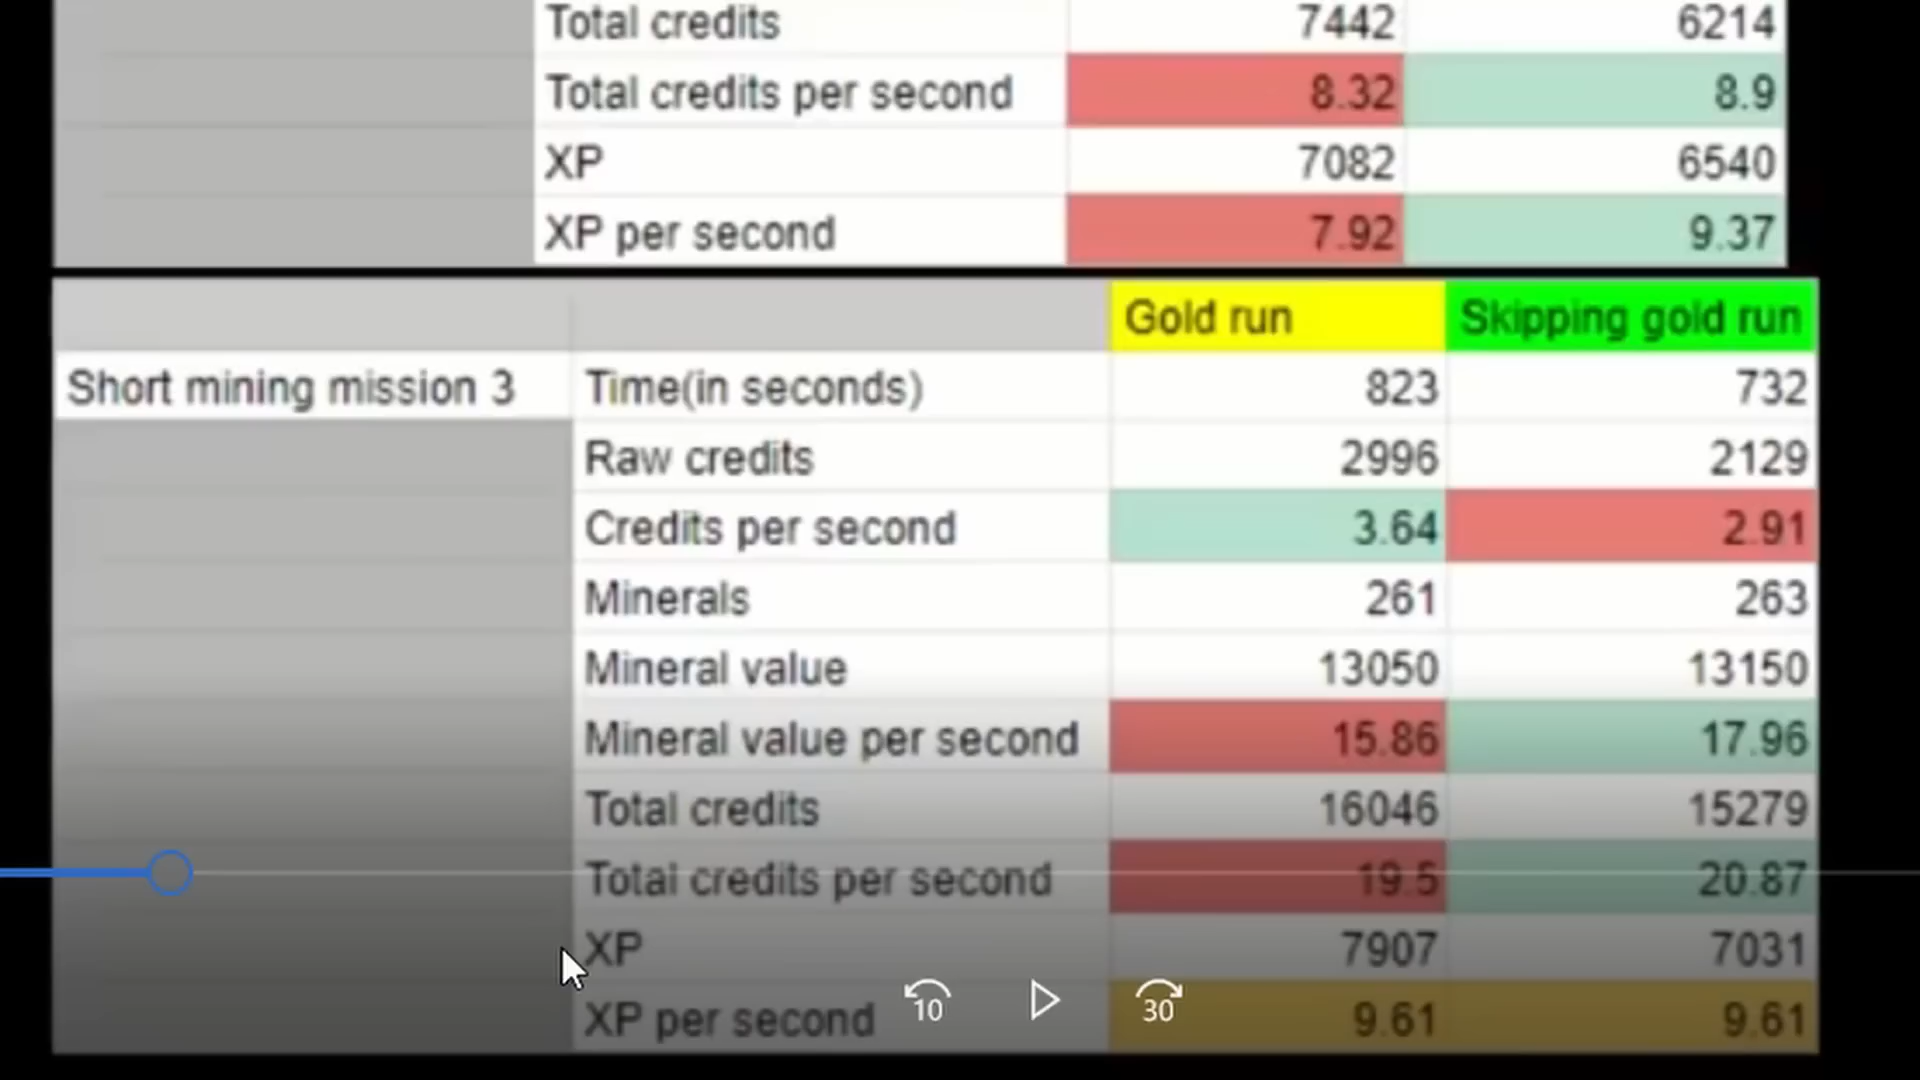 Total credits 7442 6214
Total credits per second 8.32 8.9
XP 7082 6540
XP per second 7.92 9.37
Gold run Skipping gold run
Short mining mission 3 Time(in seconds) 823 732
Raw credits 2996 2129
Credits per second 3.64 2.91
Minerals 261 263
Mineral value 13050 13150
Mineral value per second 15.86 17.96
Total credits 16046 15279
Total credits per second 19.5 20.87
XP 7907 7031
10 30
XP per second 9.61 9.61